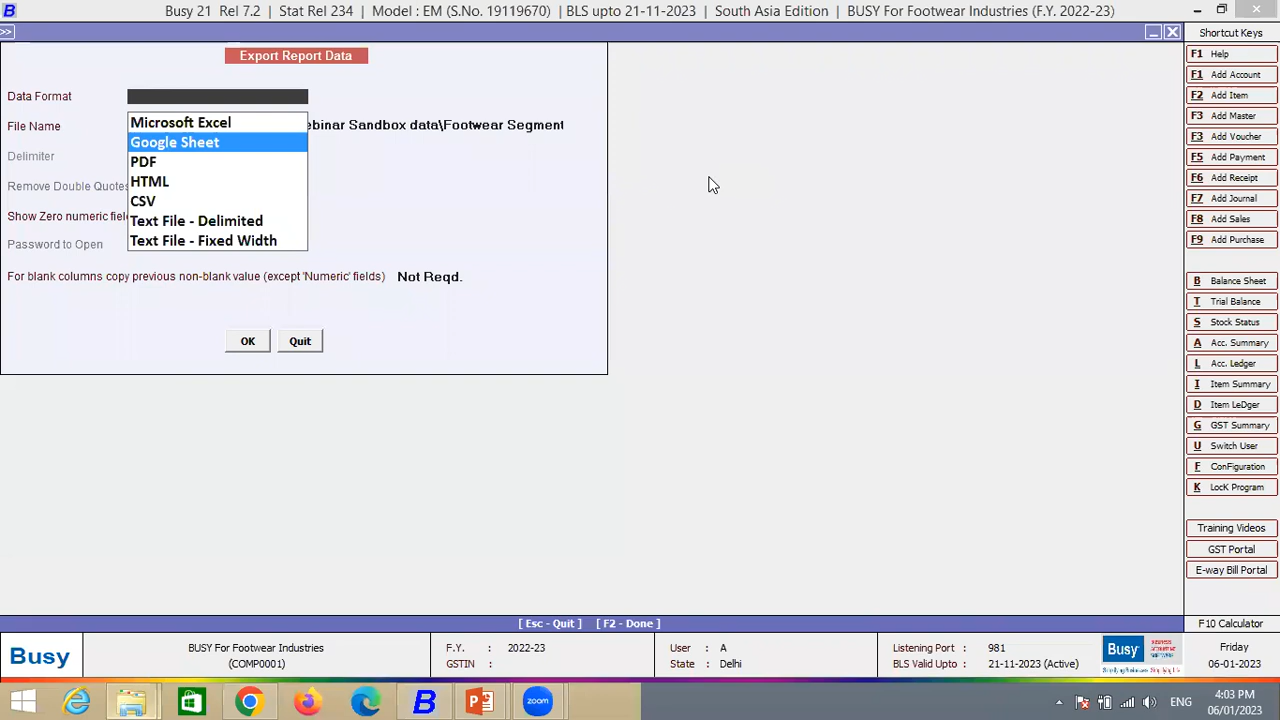 Busy 21 Rel 7.2 | Stat Rel 234 | Model : EM (S.No. 19119670) | BLS upto 21-11-2023 | South Asia Edition | BUSY For Footwear Industries (F.Y. 2022-23)
>>
Export Report Data
Data Format
Microsoft Excel
Google Sheet
PDF
HTML
CSV
Text File - Delimited
Text File - Fixed Width
File Name
ebinar Sandbox data\Footwear Segment
Delimiter
Remove Double Quotes
Show Zero numeric field
Password to Open
For blank columns copy previous non-blank value (except 'Numeric' fields) Not Reqd.
OK Quit
Shortcut Keys
F1 Help
F1 Add Account
F2 Add Item
F3 Add Master
F3 Add Voucher
F5 Add Payment
F6 Add Receipt
F7 Add Journal
F8 Add Sales
F9 Add Purchase
B Balance Sheet
T Trial Balance
S Stock Status
A Acc. Summary
L Acc. Ledger
I Item Summary
D Item LeDger
G GST Summary
U Switch User
F ConFiguration
K LocK Program
Training Videos
GST Portal
E-way Bill Portal
F10 Calculator
[ Esc - Quit ] [ F2 - Done ]
Busy
BUSY For Footwear Industries
(COMP0001)
F.Y. : 2022-23
GSTIN :
User : A
State : Delhi
Listening Port : 981
BLS Valid Upto : 21-11-2023 (Active)
Busy
Friday
06-01-2023
zoom
ENG
4:03 PM
06/01/2023